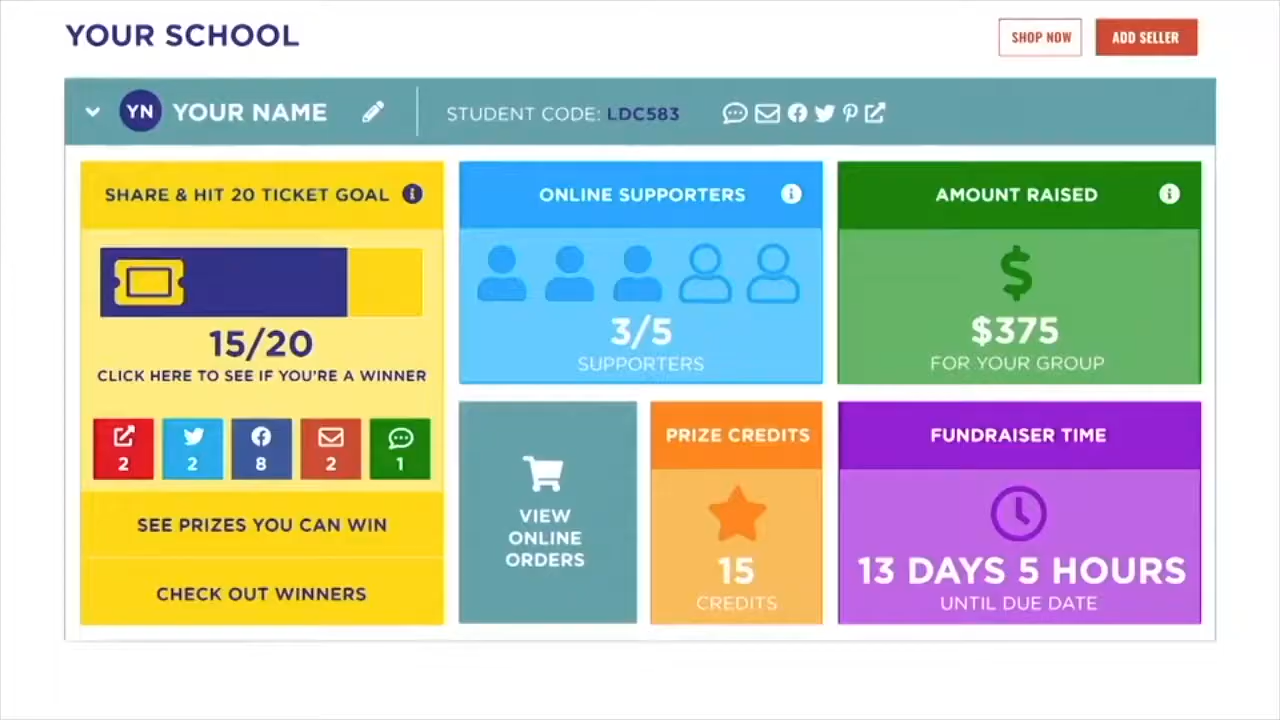 YOUR SCHOOL
SHOP NOW
ADD SELLER
YN
YOUR NAME
STUDENT CODE: LDC583
SHARE & HIT 20 TICKET GOAL
15/20
CLICK HERE TO SEE IF YOU'RE A WINNER
2
2
8
2
1
SEE PRIZES YOU CAN WIN
CHECK OUT WINNERS
ONLINE SUPPORTERS
3/5
SUPPORTERS
AMOUNT RAISED
$
$375
FOR YOUR GROUP
VIEW
ONLINE
ORDERS
PRIZE CREDITS
15
CREDITS
FUNDRAISER TIME
13 DAYS 5 HOURS
UNTIL DUE DATE